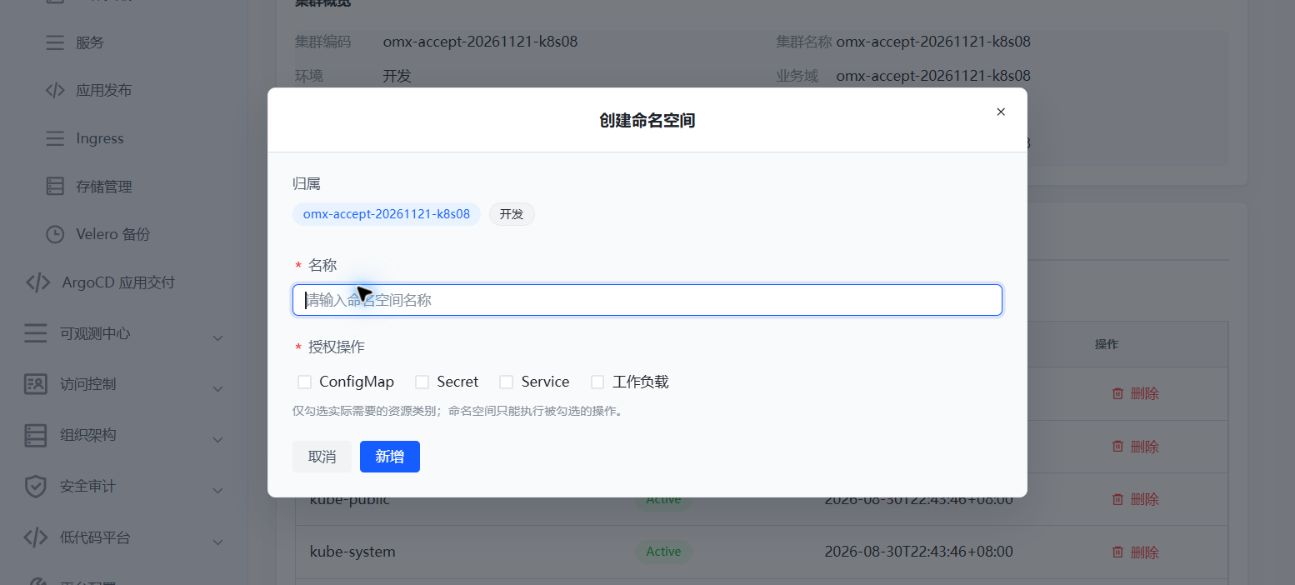 集群概览
服务
集群编码 omx-accept-20261121-k8s08 集群名称 omx-accept-20261121-k8s08
环境 开发 业务域 omx-accept-20261121-k8s08
应用发布
Ingress
存储管理
Velero 备份
ArgoCD 应用交付
可观测中心
访问控制
组织架构
安全审计
低代码平台
平台配置
创建命名空间
×
归属
omx-accept-20261121-k8s08 开发
* 名称
请输入命名空间名称
* 授权操作
ConfigMap Secret Service 工作负载
仅勾选实际需要的资源类别；命名空间只能执行被勾选的操作。
取消 新增
操作
删除
删除
kube-public Active 2026-08-30T22:43:46+08:00 删除
kube-system Active 2026-08-30T22:43:46+08:00 删除